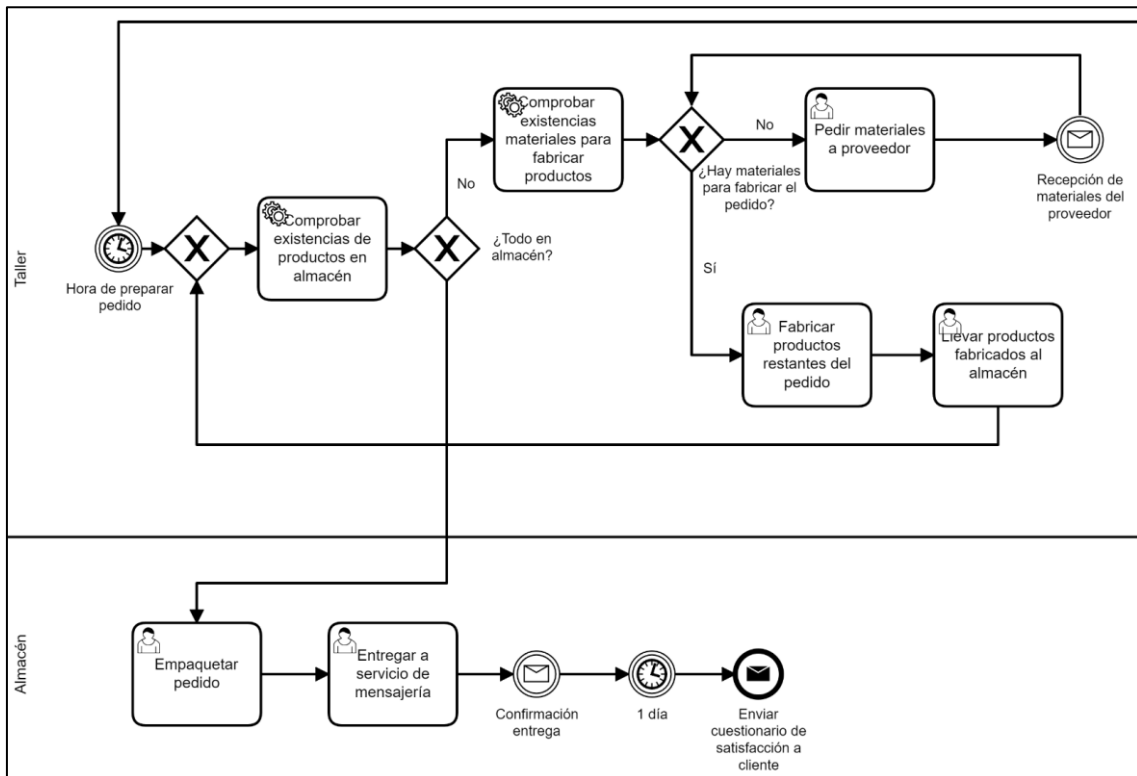 Taller
Hora de preparar
pedido
Comprobar
existencias de
productos en
almacén
¿Todo en
almacén?
No
Comprobar
existencias
materiales para
fabricar
productos
¿Hay materiales
para fabricar el
pedido?
No
Pedir materiales
a proveedor
Recepción de
materiales del
proveedor
Sí
Fabricar
productos
restantes del
pedido
Llevar productos
fabricados al
almacén
Almacén
Empaquetar
pedido
Entregar a
servicio de
mensajería
Confirmación
entrega
1 día
Enviar
cuestionario de
satisfacción a
cliente